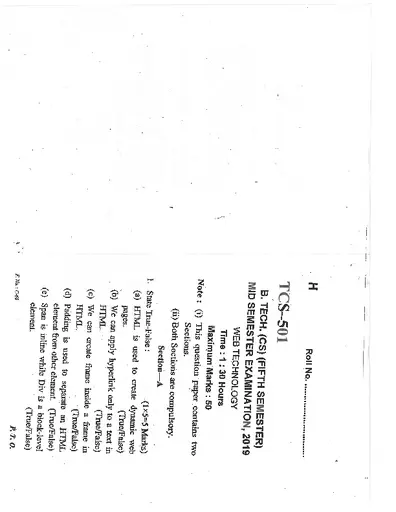 H
Roll No. ..............................
TCS–501
B. TECH. (CS) (FIFTH SEMESTER)
MID SEMESTER EXAMINATION, 2019
WEB TECHNOLOGY
Time : 1 : 30 Hours
Maximum Marks : 50
Note : (i) This question paper contains two
Sections.
(ii) Both Sections are compulsory.
Section—A
1. State True-False : (1×5=5 Marks)
(a) HTML is used to create dynamic web
pages. (True/False)
(b) We can apply hyperlink only to a text in
HTML. (True/False)
(c) We can create frame inside a frame in
HTML. (True/False)
(d) Padding is used to separate an HTML
element from other element. (True/False)
(e) Span is inline while Div is a block-level
element. (True/False)
P. T. O.